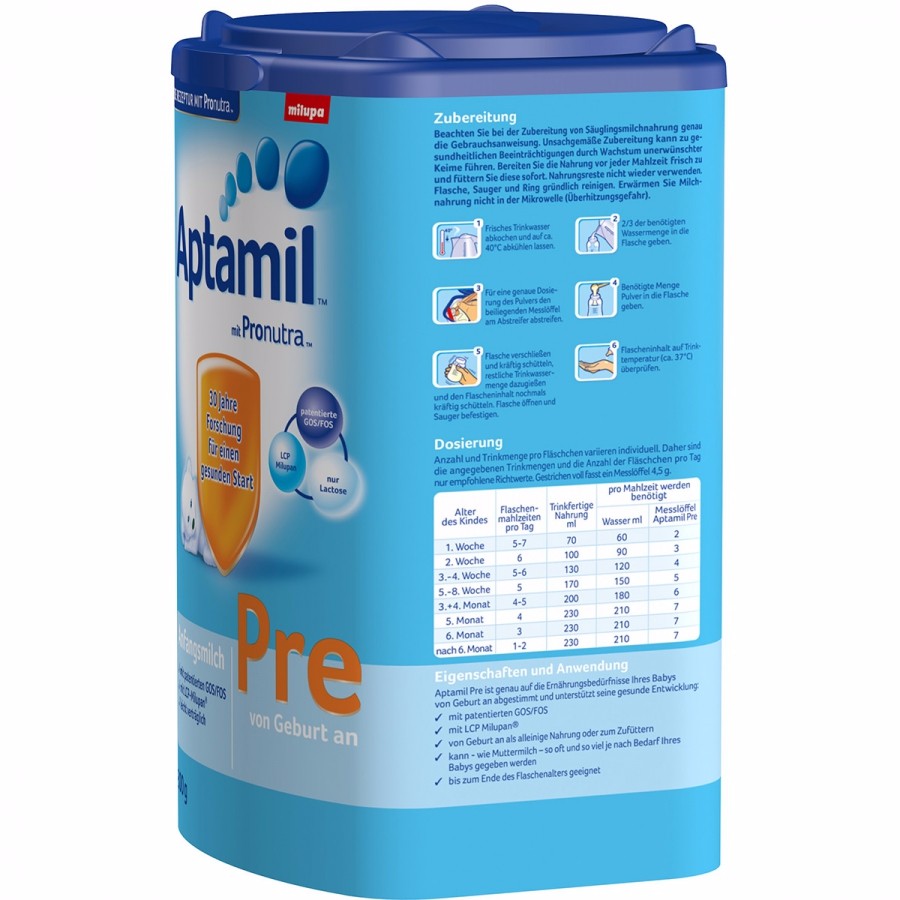 REZEPTUR MIT Pronutra™
milupa
Aptamil™
mit Pronutra™
30 Jahre
Forschung
für einen
gesunden Start
patentierte
GOS/FOS
LCP
Milupan
nur
Lactose
Anfangsmilch
mit patentierten GOS/FOS
LCP-Milupan®
leicht verträglich
Pre
von Geburt an
Zubereitung
Beachten Sie bei der Zubereitung von Säuglingsmilchnahrung genau
die Gebrauchsanweisung. Unsachgemäße Zubereitung kann zu ge-
sundheitlichen Beeinträchtigungen durch Wachstum unerwünschter
Keime führen. Bereiten Sie die Nahrung vor jeder Mahlzeit frisch zu
und füttern Sie diese sofort. Nahrungsreste nicht wieder verwenden.
Flasche, Sauger und Ring gründlich reinigen. Erwärmen Sie Milch-
nahrung nicht in der Mikrowelle (Überhitzungsgefahr).
1
Frisches Trinkwasser
abkochen und auf ca.
40°C abkühlen lassen.
2
2/3 der benötigten
Wassermenge in die
Flasche geben.
3
Für eine genaue Dosie-
rung des Pulvers den
beiliegenden Messlöffel
am Abstreifer abstreifen.
4
Benötigte Menge
Pulver in die Flasche
geben.
5
Flasche verschließen
und kräftig schütteln,
restliche Trinkwasser-
menge dazugießen
und den Flascheninhalt nochmals
kräftig schütteln. Flasche öffnen und
Sauger befestigen.
6
Flascheninhalt auf Trink-
temperatur (ca. 37°C)
überprüfen.
Dosierung
Anzahl und Trinkmenge pro Fläschchen variieren individuell. Daher sind
die angegebenen Trinkmengen und die Anzahl der Fläschchen pro Tag
nur empfohlene Richtwerte. Gestrichen voll fasst ein Messlöffel 4,5 g.
pro Mahlzeit werden
benötigt
Alter
des Kindes
Flaschen-
mahlzeiten
pro Tag
Trinkfertige
Nahrung
ml
Wasser ml
Messlöffel
Aptamil Pre
1. Woche 5-7 70 60 2
2. Woche 6 100 90 3
3.-4. Woche 5-6 130 120 4
5.-8. Woche 5 170 150 5
3.+4. Monat 4-5 200 180 6
5. Monat 4 230 210 7
6. Monat 3 230 210 7
nach 6. Monat 1-2 230 210 7
Eigenschaften und Anwendung
Aptamil Pre ist genau auf die Ernährungsbedürfnisse Ihres Babys
von Geburt an abgestimmt und unterstützt seine gesunde Entwicklung:
✓ mit patentierten GOS/FOS
✓ mit LCP Milupan®
✓ von Geburt an als alleinige Nahrung oder zum Zufüttern
✓ kann - wie Muttermilch – so oft und so viel je nach Bedarf Ihres
Babys gegeben werden
✓ bis zum Ende des Flaschenalters geeignet